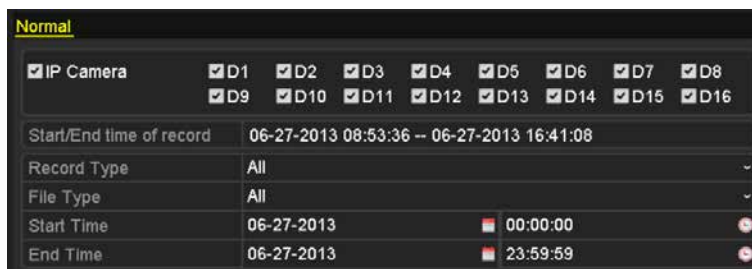 Normal
IP Camera D1 D2 D3 D4 D5 D6 D7 D8
D9 D10 D11 D12 D13 D14 D15 D16
Start/End time of record 06-27-2013 08:53:36 -- 06-27-2013 16:41:08
Record Type All
File Type All
Start Time 06-27-2013 00:00:00
End Time 06-27-2013 23:59:59